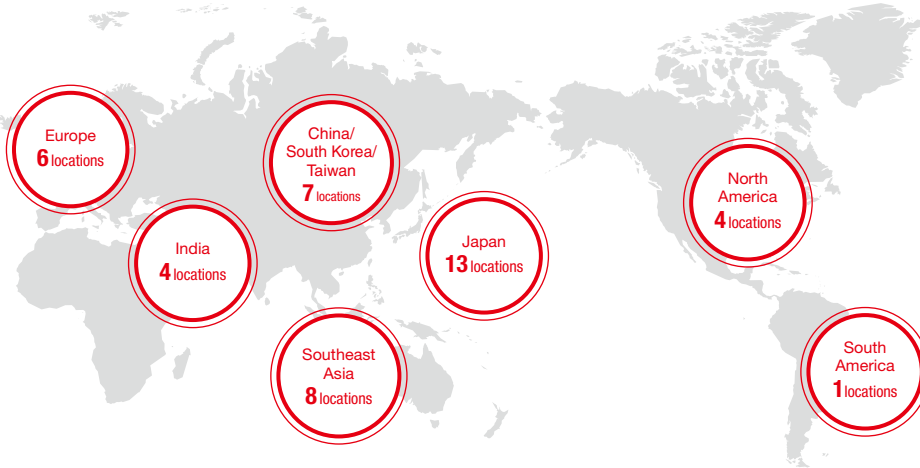 Europe
6 locations
China/
South Korea/
Taiwan
7 locations
North
America
4 locations
India
4 locations
Japan
13 locations
Southeast
Asia
8 locations
South
America
1 locations